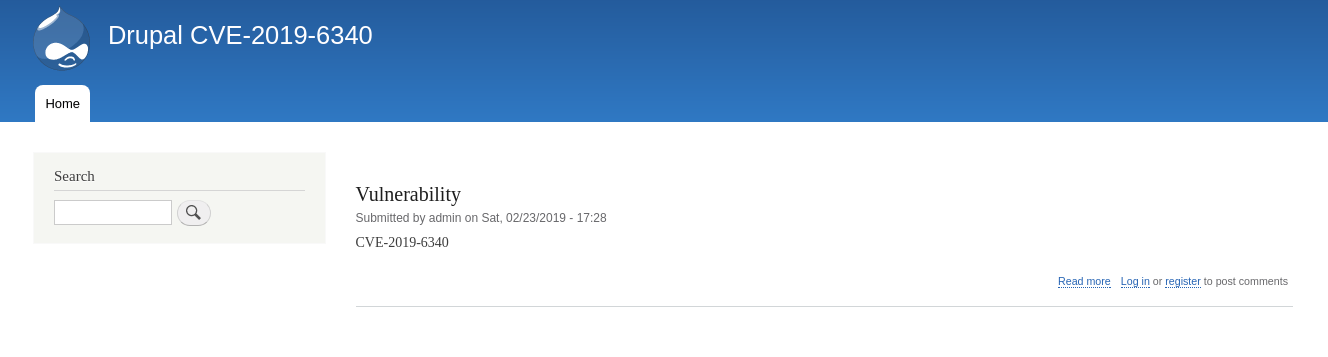 Drupal CVE-2019-6340
Home
Search
Vulnerability
Submitted by admin on Sat, 02/23/2019 - 17:28
CVE-2019-6340
Read more Log in or register to post comments